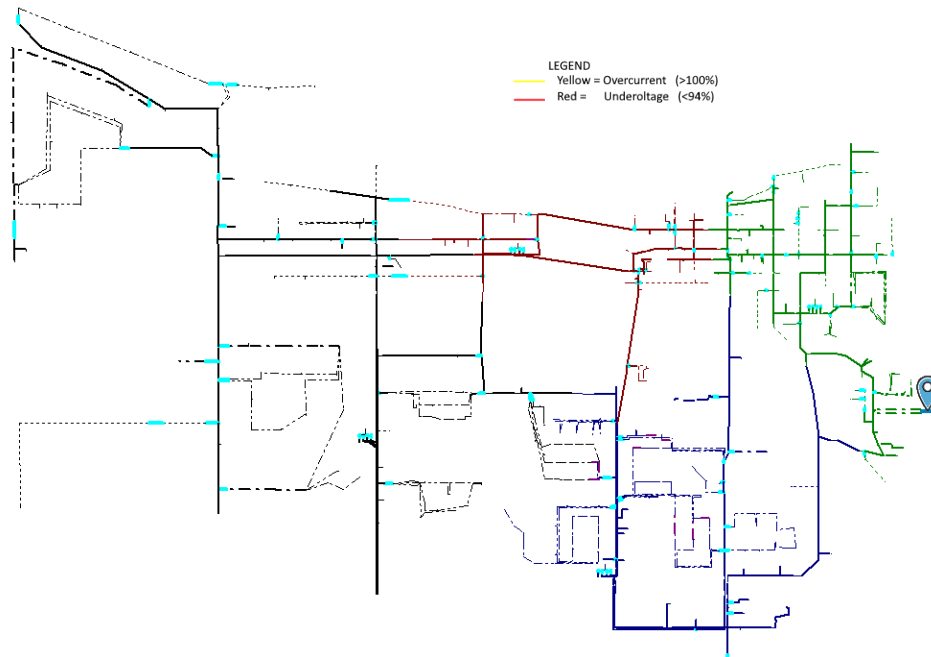 LEGEND
Yellow = Overcurrent (>100%)
Red = Underoltage (<94%)